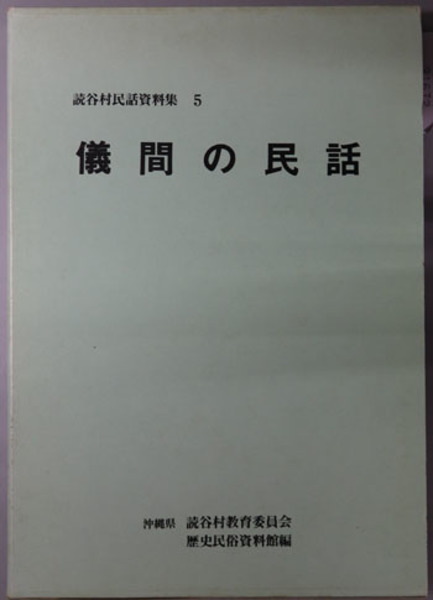 読谷村民話資料集 5
儀間の民話
沖縄県 読谷村教育委員会
歴史民俗資料館編